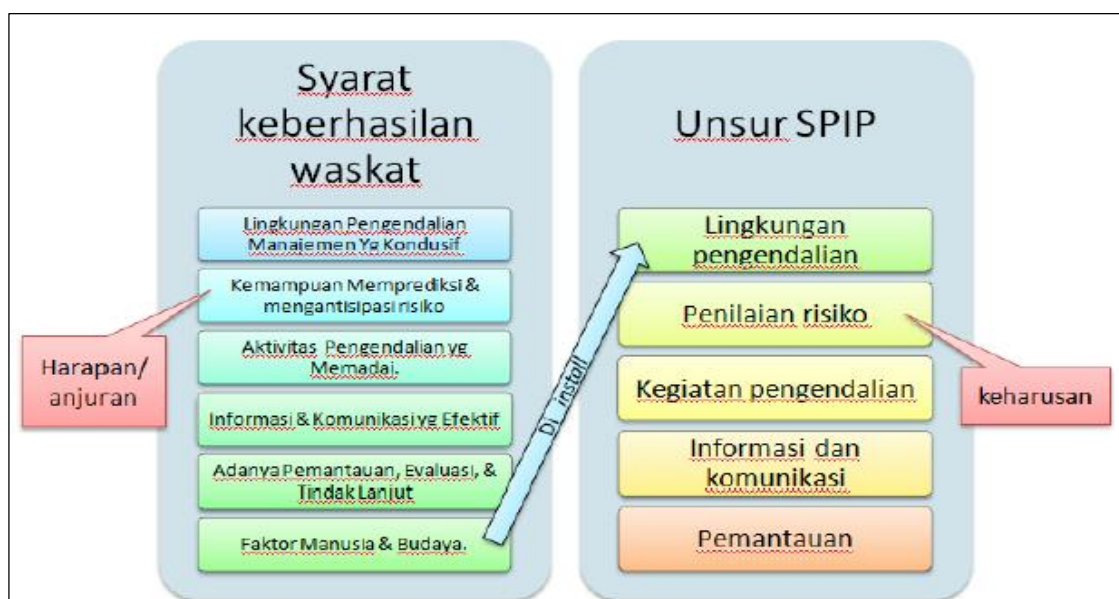 Syarat
keberhasilan
waskat
Lingkungan Pengendalian
Manajemen Yg Kondusif
Kemampuan Memprediksi &
mengantisipasi risiko
Aktivitas Pengendalian yg
Memadai.
Informasi & Komunikasi yg Efektif
Adanya Pemantauan, Evaluasi, &
Tindak Lanjut
Faktor Manusia & Budaya.
Harapan/
anjuran
Di install
Unsur SPIP
Lingkungan
pengendalian
Penilaian risiko
Kegiatan pengendalian
Informasi dan
komunikasi
Pemantauan
keharusan